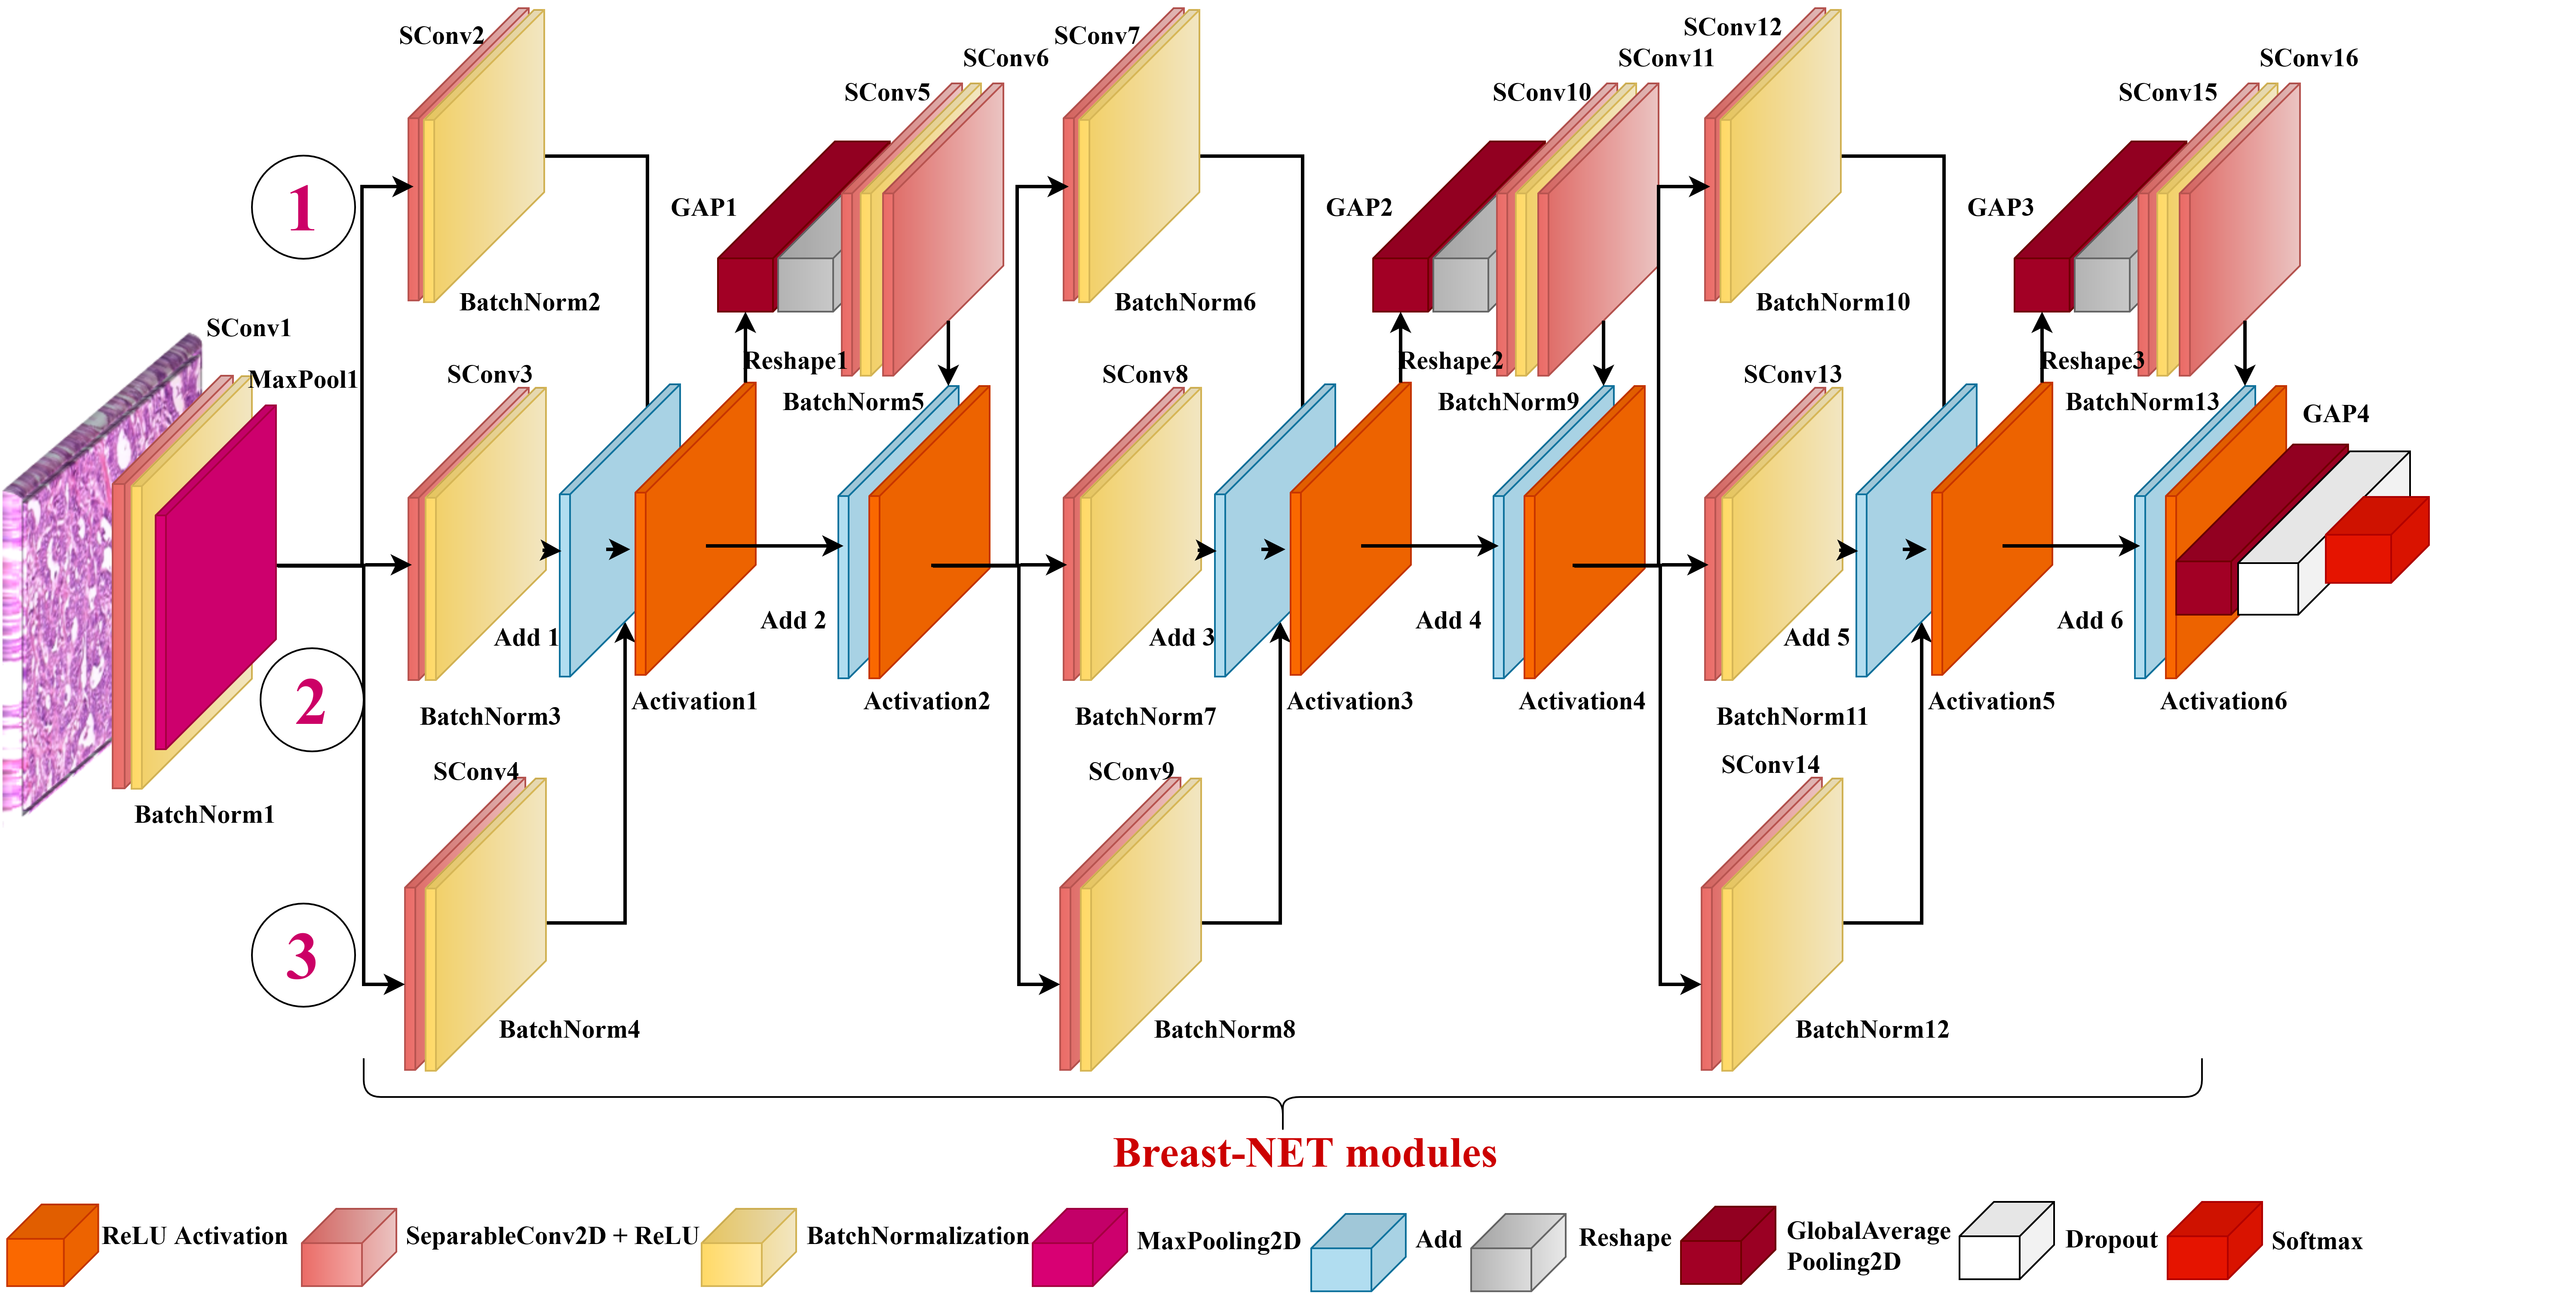 SConv2
SConv7
SConv12
SConv6
SConv11
SConv16
SConv5
SConv10
SConv15
1
GAP1
GAP2
GAP3
BatchNorm2
BatchNorm6
BatchNorm10
SConv1
MaxPool1
SConv3
Reshape1
SConv8
Reshape2
SConv13
Reshape3
BatchNorm5
BatchNorm9
BatchNorm13
GAP4
Add 1
Add 2
Add 3
Add 4
Add 5
Add 6
2
BatchNorm3
Activation1
Activation2
BatchNorm7
Activation3
Activation4
BatchNorm11
Activation5
Activation6
SConv4
SConv9
SConv14
BatchNorm1
3
BatchNorm4
BatchNorm8
BatchNorm12
Breast-NET modules
ReLU Activation
SeparableConv2D + ReLU
BatchNormalization
MaxPooling2D
Add
Reshape
GlobalAverage
Pooling2D
Dropout
Softmax